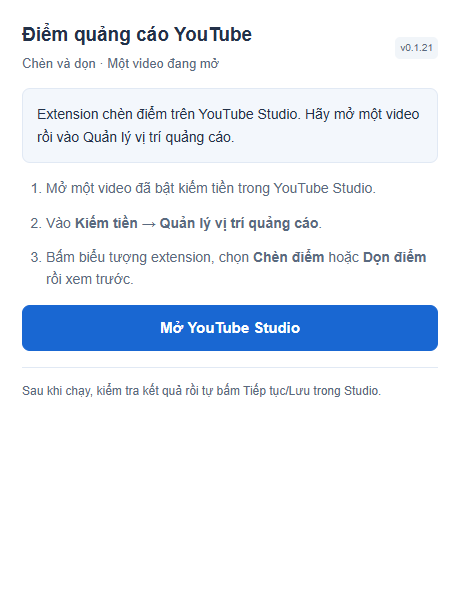 Điểm quảng cáo YouTube
v0.1.21
Chèn và dọn · Một video đang mở
Extension chèn điểm trên YouTube Studio. Hãy mở một video
rồi vào Quản lý vị trí quảng cáo.
1. Mở một video đã bật kiếm tiền trong YouTube Studio.
2. Vào Kiếm tiền → Quản lý vị trí quảng cáo.
3. Bấm biểu tượng extension, chọn Chèn điểm hoặc Dọn điểm
rồi xem trước.
Mở YouTube Studio
Sau khi chạy, kiểm tra kết quả rồi tự bấm Tiếp tục/Lưu trong Studio.